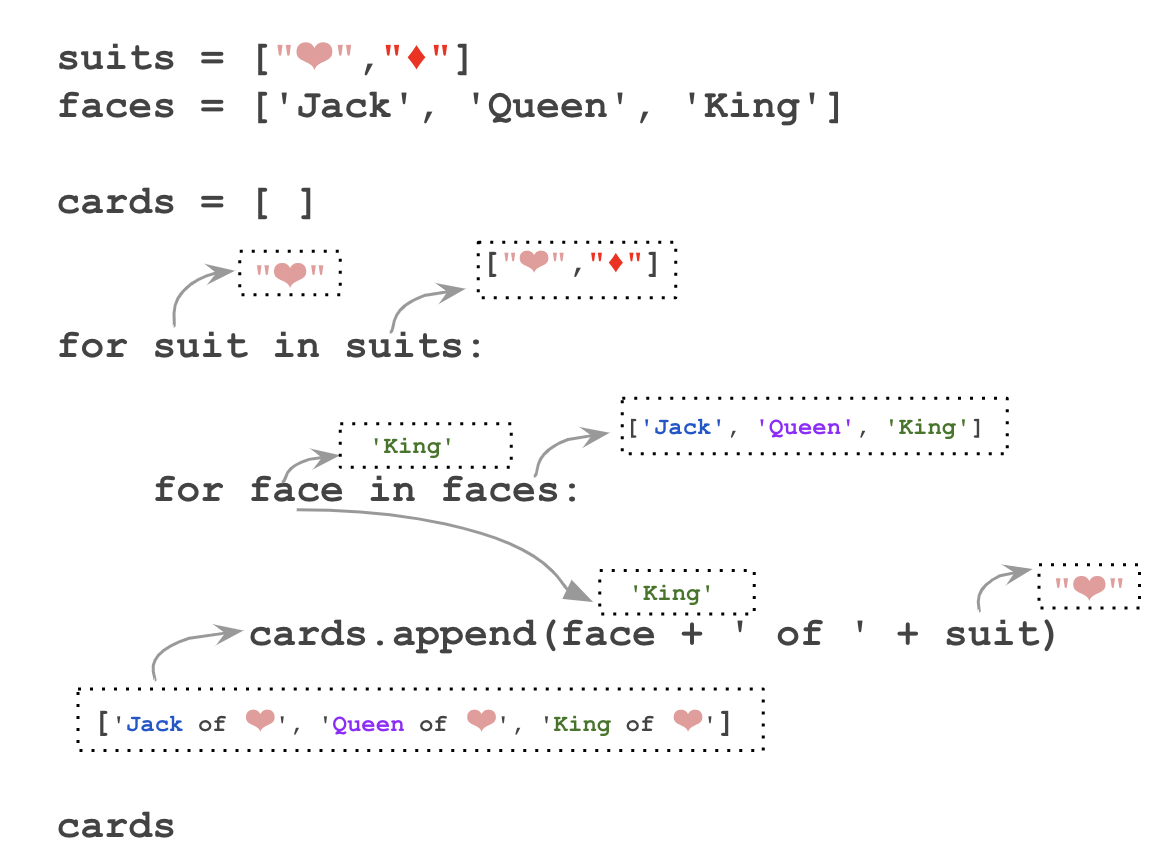 suits = ["❤","♦"]
faces = ['Jack', 'Queen', 'King']
cards = [ ]
"❤"
["❤","♦"]
for suit in suits:
'King'
['Jack', 'Queen', 'King']
for face in faces:
'King'
"❤"
cards.append(face + ' of ' + suit)
['Jack of ❤', 'Queen of ❤', 'King of ❤']
cards